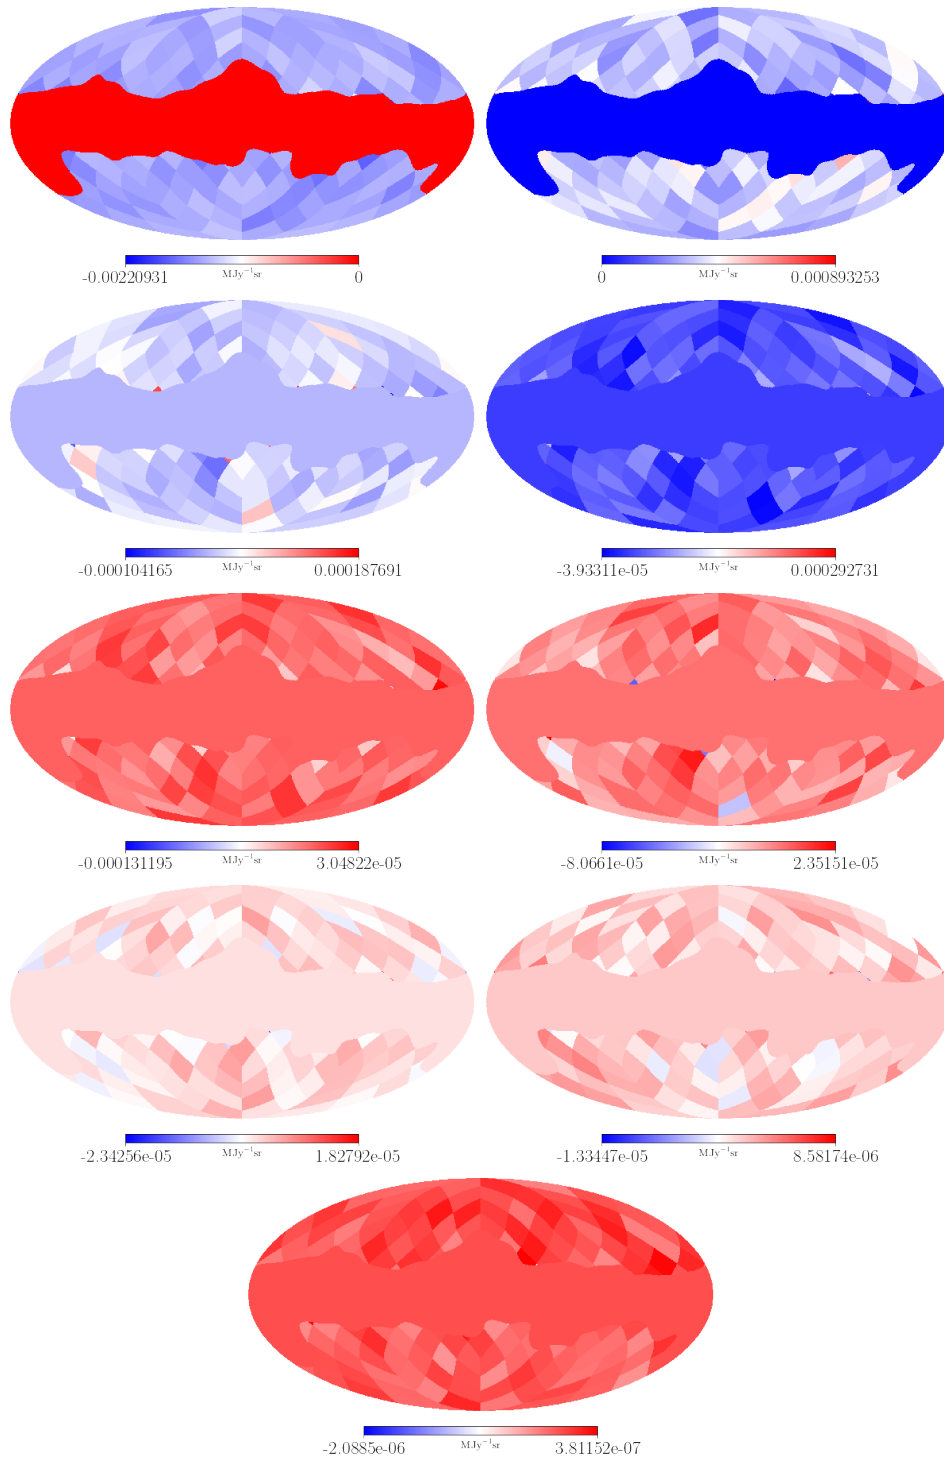 -0.00220931 MJy⁻¹sr 0
0 MJy⁻¹sr 0.000893253
-0.000104165 MJy⁻¹sr 0.000187691
-3.93311e-05 MJy⁻¹sr 0.000292731
-0.000131195 MJy⁻¹sr 3.04822e-05
-8.0661e-05 MJy⁻¹sr 2.35151e-05
-2.34256e-05 MJy⁻¹sr 1.82792e-05
-1.33447e-05 MJy⁻¹sr 8.58174e-06
-2.0885e-06 MJy⁻¹sr 3.81152e-07